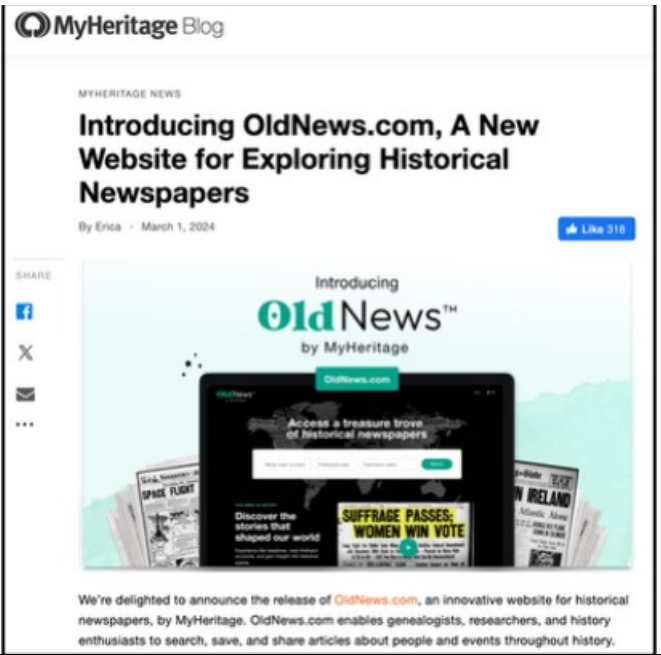 MyHeritage Blog
MYHERITAGE NEWS
Introducing OldNews.com, A New
Website for Exploring Historical
Newspapers
By Erica · March 1, 2024
Like 318
SHARE
Introducing
OldNews™
by MyHeritage
OldNews.com
OldNews
Access a treasure trove
of historical newspapers
Discover the
stories that
shaped our world
SPACE FLIGHT
SUFFRAGE PASSES;
WOMEN WIN VOTE
N IRELAND
Atlantic Alone
We're delighted to announce the release of OldNews.com, an innovative website for historical
newspapers, by MyHeritage. OldNews.com enables genealogists, researchers, and history
enthusiasts to search, save, and share articles about people and events throughout history.